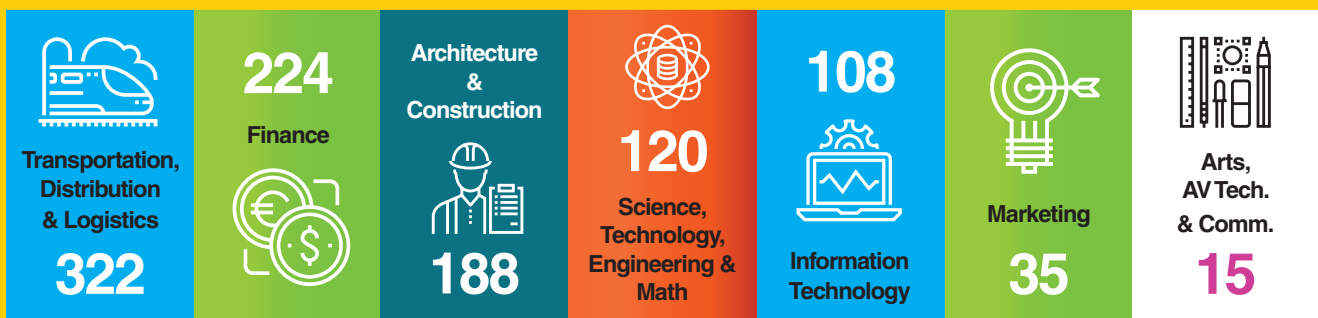 Transportation,
Distribution
& Logistics
322
224
Finance
€
$
Architecture
&
Construction
188
120
Science,
Technology,
Engineering &
Math
108
Information
Technology
Marketing
35
Arts,
AV Tech.
& Comm.
15